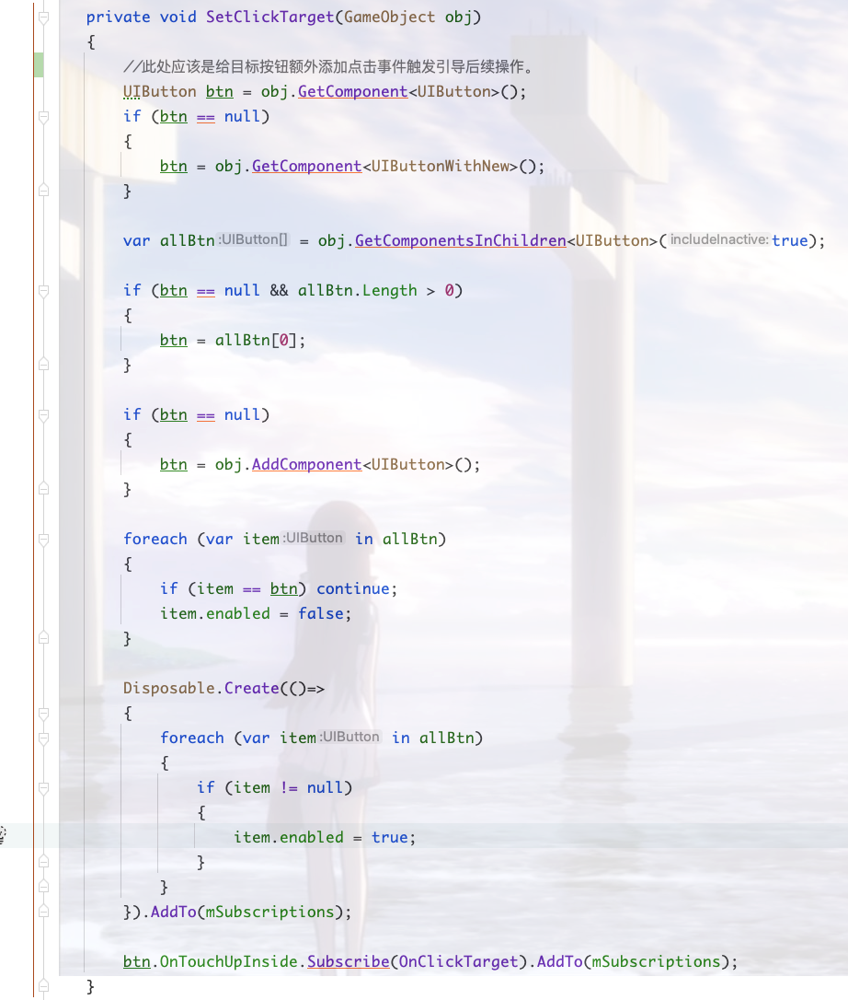 private void SetClickTarget(GameObject obj)
{
//此处应该是给目标按钮额外添加点击事件触发引导后续操作。
UIButton btn = obj.GetComponent<UIButton>();
if (btn == null)
{
btn = obj.GetComponent<UIButtonWithNew>();
}
var allBtn :UIButton[] = obj.GetComponentsInChildren<UIButton>( includeInactive: true);
if (btn == null && allBtn.Length > 0)
{
btn = allBtn[0];
}
if (btn == null)
{
btn = obj.AddComponent<UIButton>();
}
foreach (var item :UIButton in allBtn)
{
if (item == btn) continue;
item.enabled = false;
}
Disposable.Create(()=>
{
foreach (var item :UIButton in allBtn)
{
if (item != null)
{
item.enabled = true;
}
}
}).AddTo(mSubscriptions);
btn.OnTouchUpInside.Subscribe(OnClickTarget).AddTo(mSubscriptions);
}